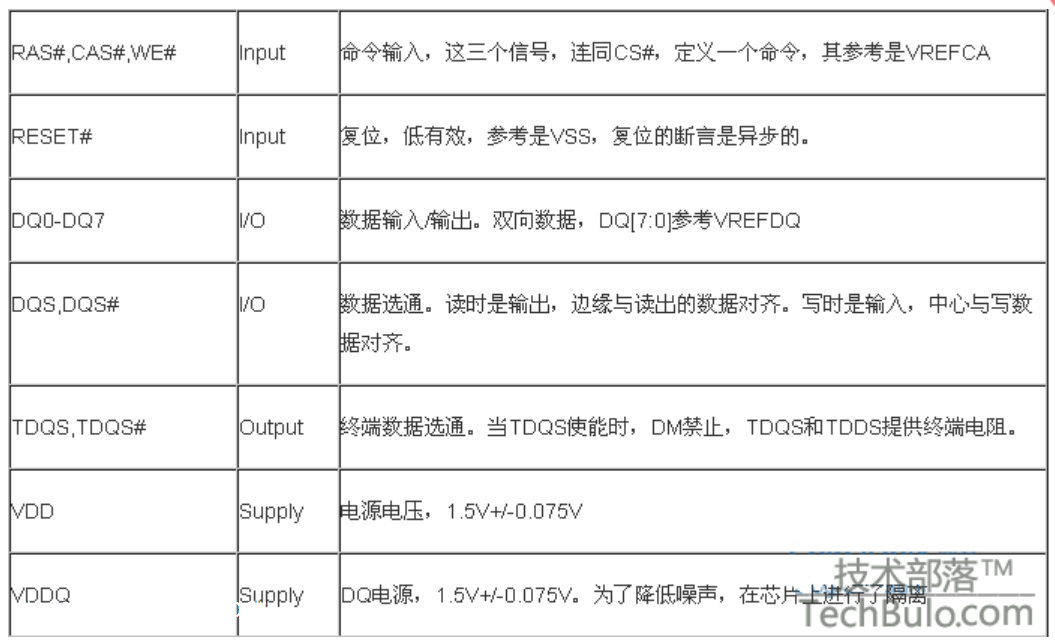 RAS#,CAS#,WE# Input 命令输入，这三个信号，连同CS#，定义一个命令，其参考是VREFCA
RESET# Input 复位，低有效，参考是VSS，复位的断言是异步的。
DQ0-DQ7 I/O 数据输入/输出。双向数据，DQ[7:0]参考VREFDQ
DQS,DQS# I/O 数据选通。读时是输出，边缘与读出的数据对齐。写时是输入，中心与写数
据对齐。
TDQS,TDQS# Output 终端数据选通。当TDQS使能时，DM禁止，TDQS和TDDS提供终端电阻。
VDD Supply 电源电压，1.5V+/-0.075V
VDDQ Supply DQ电源，1.5V+/-0.075V。为了降低噪声，在芯片上进行了隔离
技术部落™
TechBulo.com